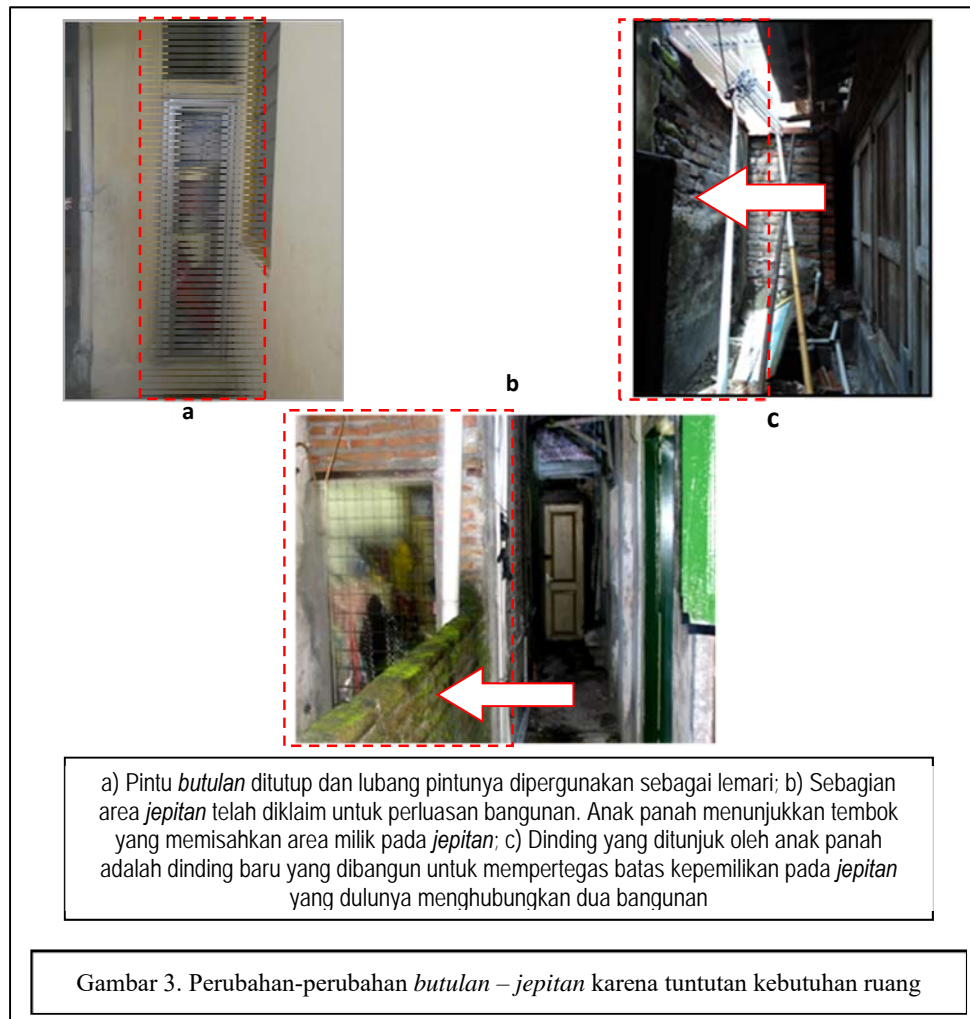 b
a
c
a) Pintu butulan ditutup dan lubang pintunya dipergunakan sebagai lemari; b) Sebagian
area jepitan telah diklaim untuk perluasan bangunan. Anak panah menunjukkan tembok
yang memisahkan area milik pada jepitan; c) Dinding yang ditunjuk oleh anak panah
adalah dinding baru yang dibangun untuk mempertegas batas kepemilikan pada jepitan
yang dulunya menghubungkan dua bangunan
Gambar 3. Perubahan-perubahan butulan – jepitan karena tuntutan kebutuhan ruang